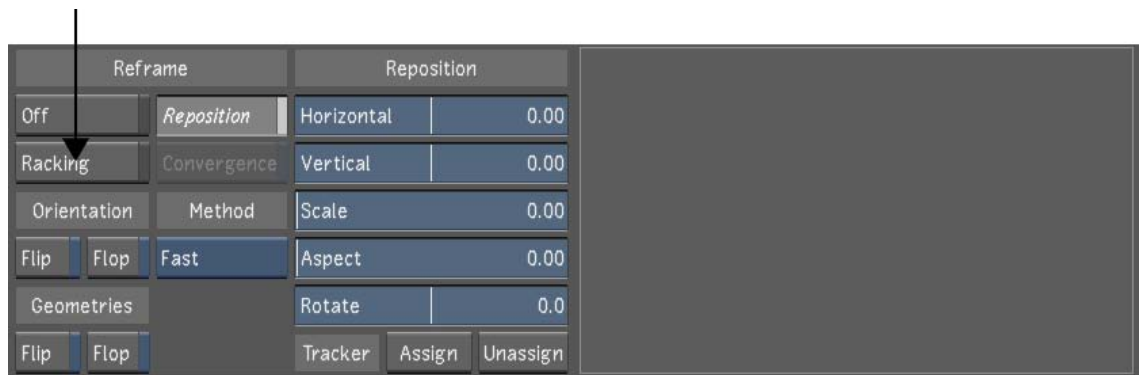 Reframe Reposition
Off Reposition Horizontal 0.00
Racking Convergence Vertical 0.00
Orientation Method Scale 0.00
Flip Flop Fast Aspect 0.00
Geometries Rotate 0.0
Flip Flop Tracker Assign Unassign